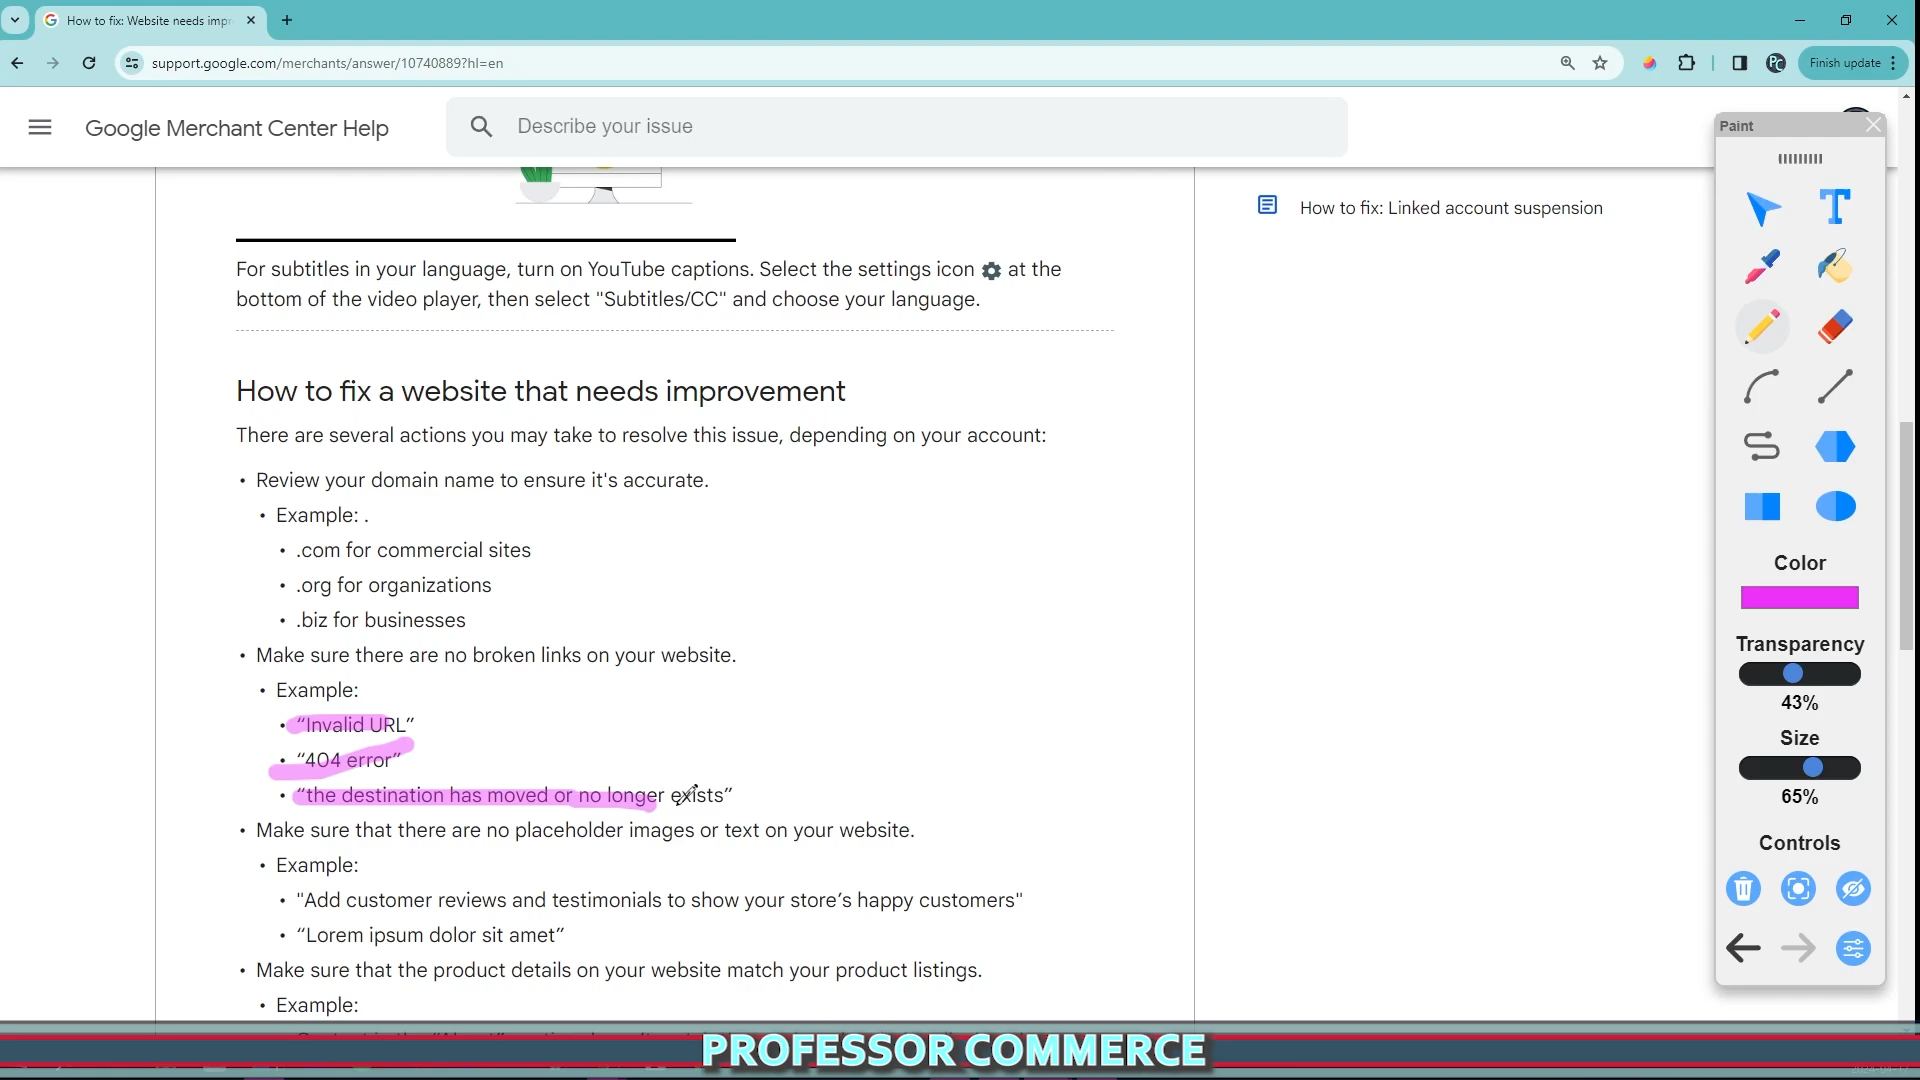 How to fix: Website needs impr
support.google.com/merchants/answer/10740889?hl=en
Finish update
Google Merchant Center Help
Describe your issue
For subtitles in your language, turn on YouTube captions. Select the settings icon at the
bottom of the video player, then select "Subtitles/CC" and choose your language.
How to fix a website that needs improvement
There are several actions you may take to resolve this issue, depending on your account:
• Review your domain name to ensure it's accurate.
• Example: .
• .com for commercial sites
• .org for organizations
• .biz for businesses
• Make sure there are no broken links on your website.
• Example:
• “Invalid URL”
• “404 error”
• “the destination has moved or no longer exists”
• Make sure that there are no placeholder images or text on your website.
• Example:
• "Add customer reviews and testimonials to show your store’s happy customers"
• “Lorem ipsum dolor sit amet”
• Make sure that the product details on your website match your product listings.
• Example:
How to fix: Linked account suspension
Paint
Color
Transparency
43%
Size
65%
Controls
PROFESSOR COMMERCE